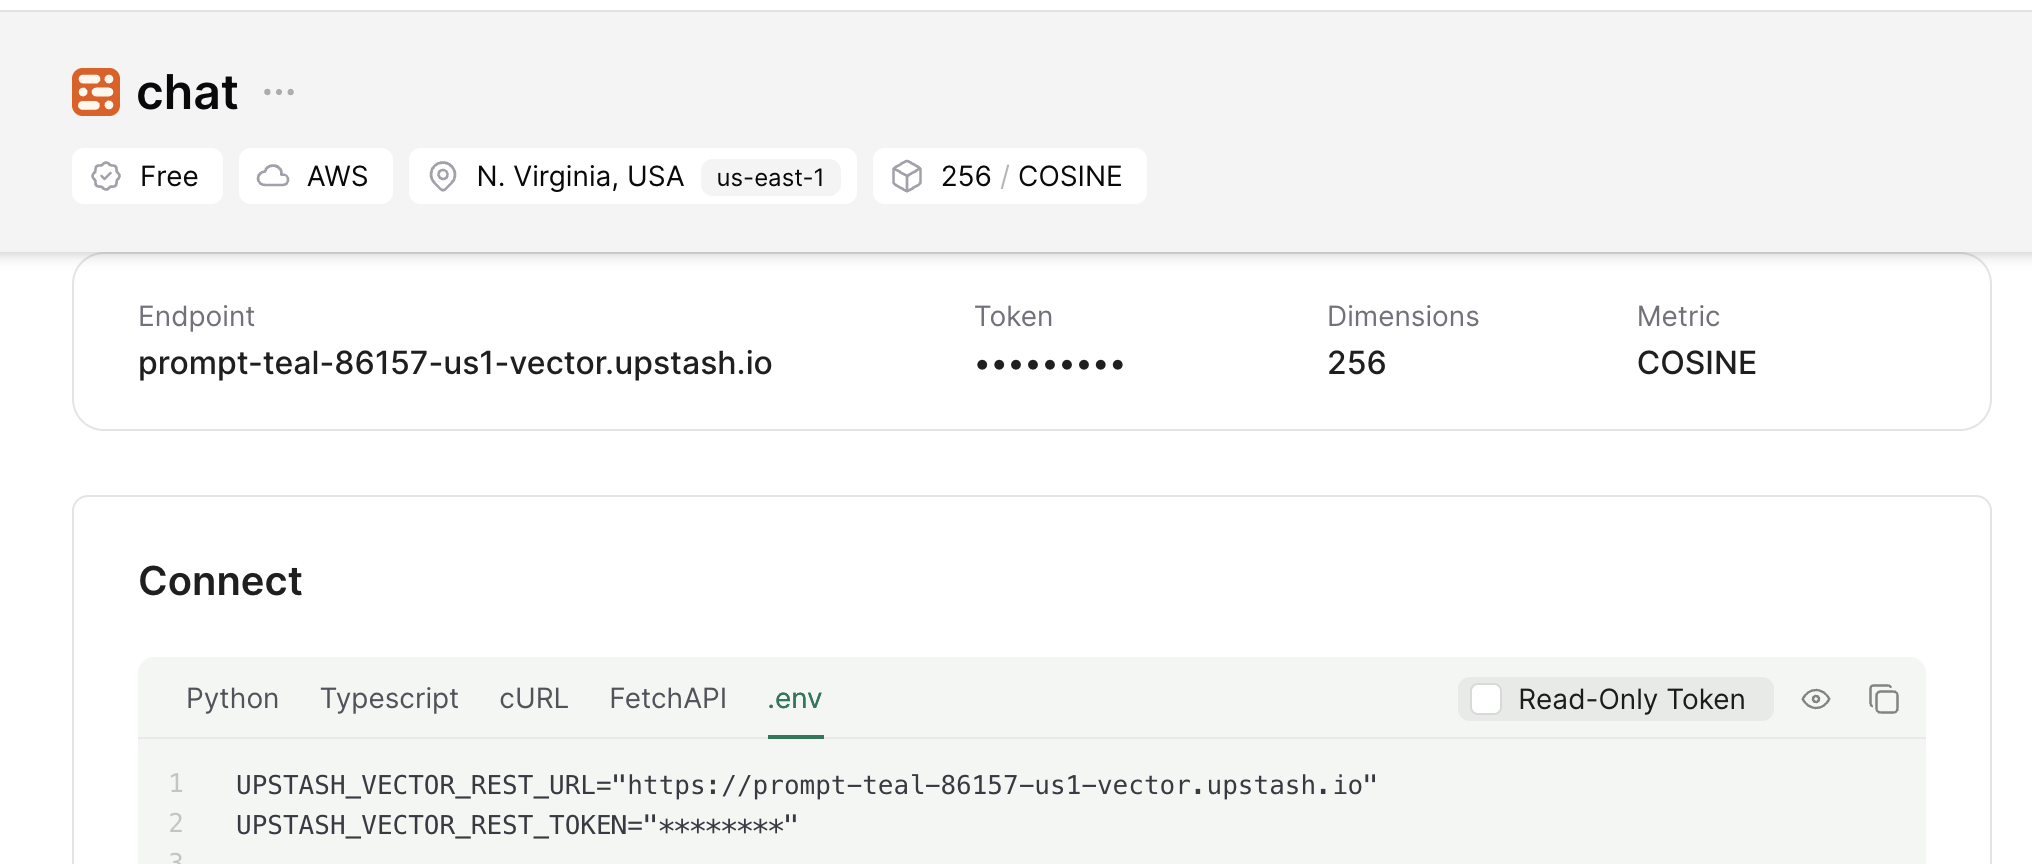 chat ...
Free AWS N. Virginia, USA us-east-1 256 / COSINE
Endpoint Token Dimensions Metric
prompt-teal-86157-us1-vector.upstash.io ••••••••• 256 COSINE
Connect
Python Typescript cURL FetchAPI .env Read-Only Token
1 UPSTASH_VECTOR_REST_URL="https://prompt-teal-86157-us1-vector.upstash.io"
2 UPSTASH_VECTOR_REST_TOKEN="********"
3